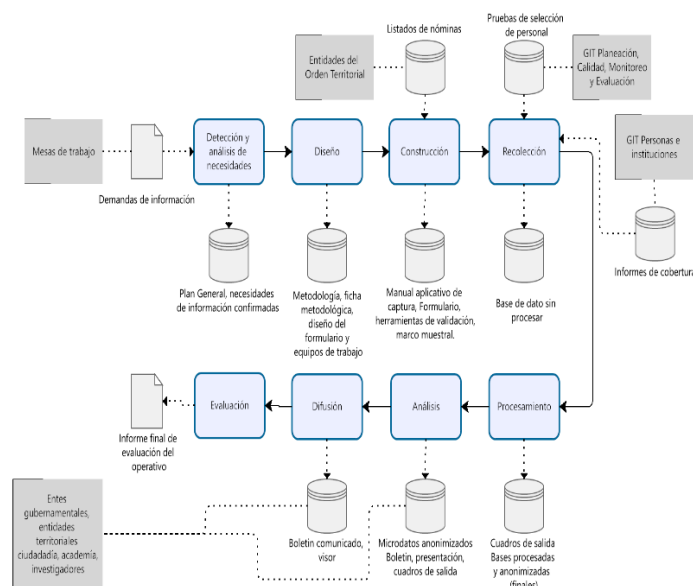 Listados de nóminas
Pruebas de selección
de personal
Entidades del
Orden Territorial
GIT Planeación,
Calidad, Monitoreo
y Evaluación
Mesas de trabajo
Demandas de información
Detección y
análisis de
necesidades
Diseño
Construcción
Recolección
GIT Personas e
instituciones
Informes de cobertura
Plan General, necesidades
de información confirmadas
Metodología, ficha
metodológica,
diseño del
formulario y
equipos de trabajo
Manual aplicativo de
captura, Formulario,
herramientas de validación,
marco muestral.
Base de dato sin
procesar
Evaluación
Difusión
Análisis
Procesamiento
Informe final de
evaluación del
operativo
Entes
gubernamentales,
entidades
territoriales
ciudadadía, academía,
investigadores
Boletin comunicado,
visor
Microdatos anonimizados
Boletin, presentación,
cuadros de salida
Cuadros de salida
Bases procesadas
y anonimizadas
(finales)